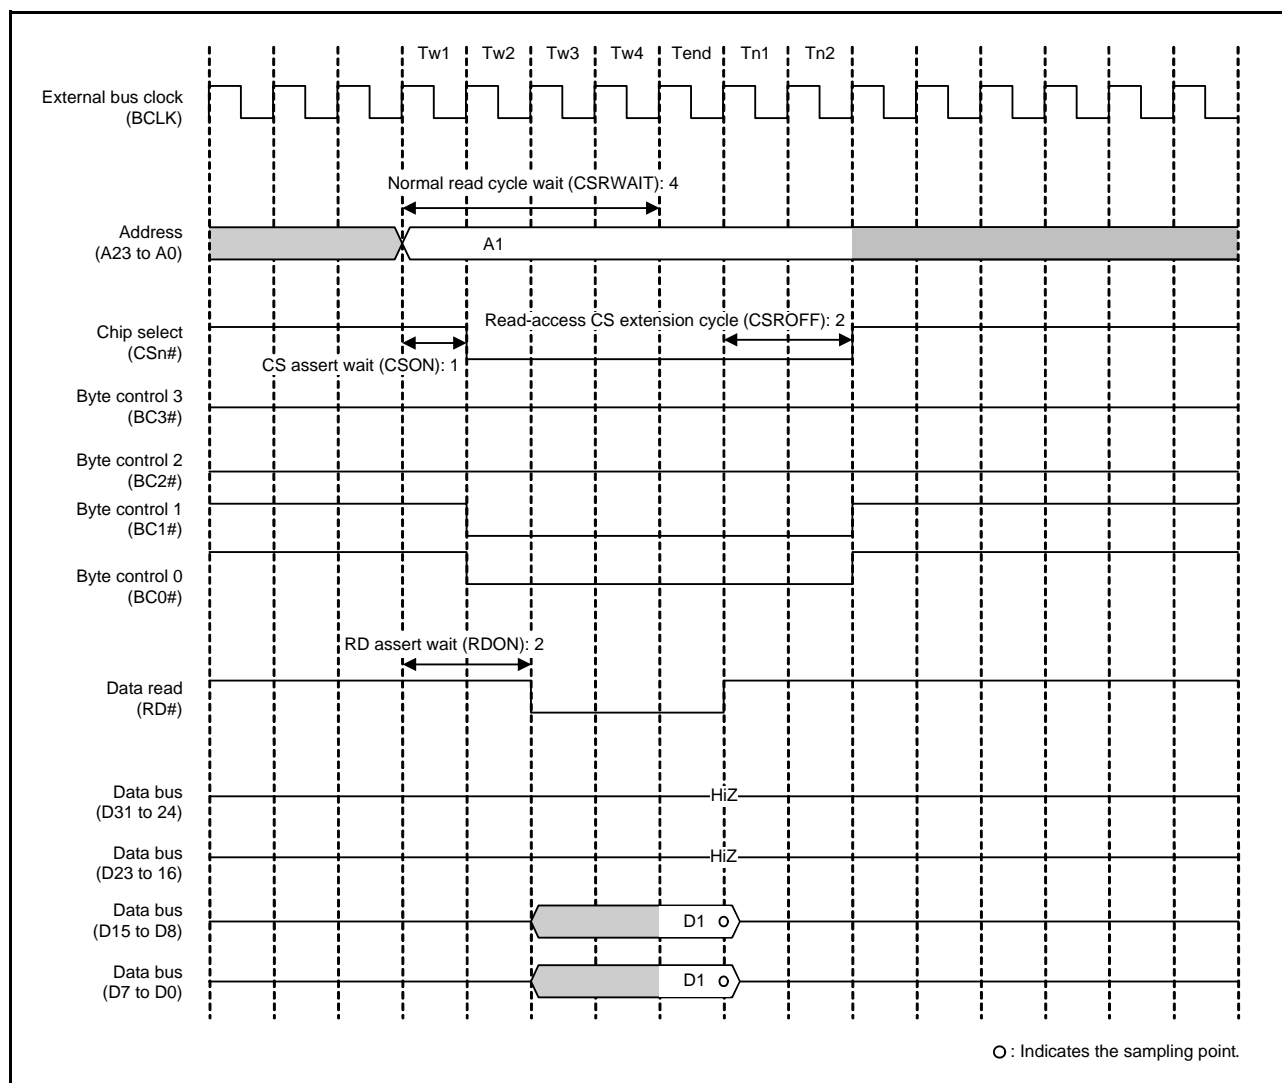 Tw1 Tw2 Tw3 Tw4 Tend Tn1 Tn2
External bus clock
(BCLK)
Normal read cycle wait (CSRWAIT): 4
Address
(A23 to A0)
A1
Read-access CS extension cycle (CSROFF): 2
Chip select
(CSn#)
CS assert wait (CSON): 1
Byte control 3
(BC3#)
Byte control 2
(BC2#)
Byte control 1
(BC1#)
Byte control 0
(BC0#)
RD assert wait (RDON): 2
Data read
(RD#)
Data bus
(D31 to 24)
HiZ
Data bus
(D23 to 16)
HiZ
Data bus
(D15 to D8)
D1
Data bus
(D7 to D0)
D1
: Indicates the sampling point.